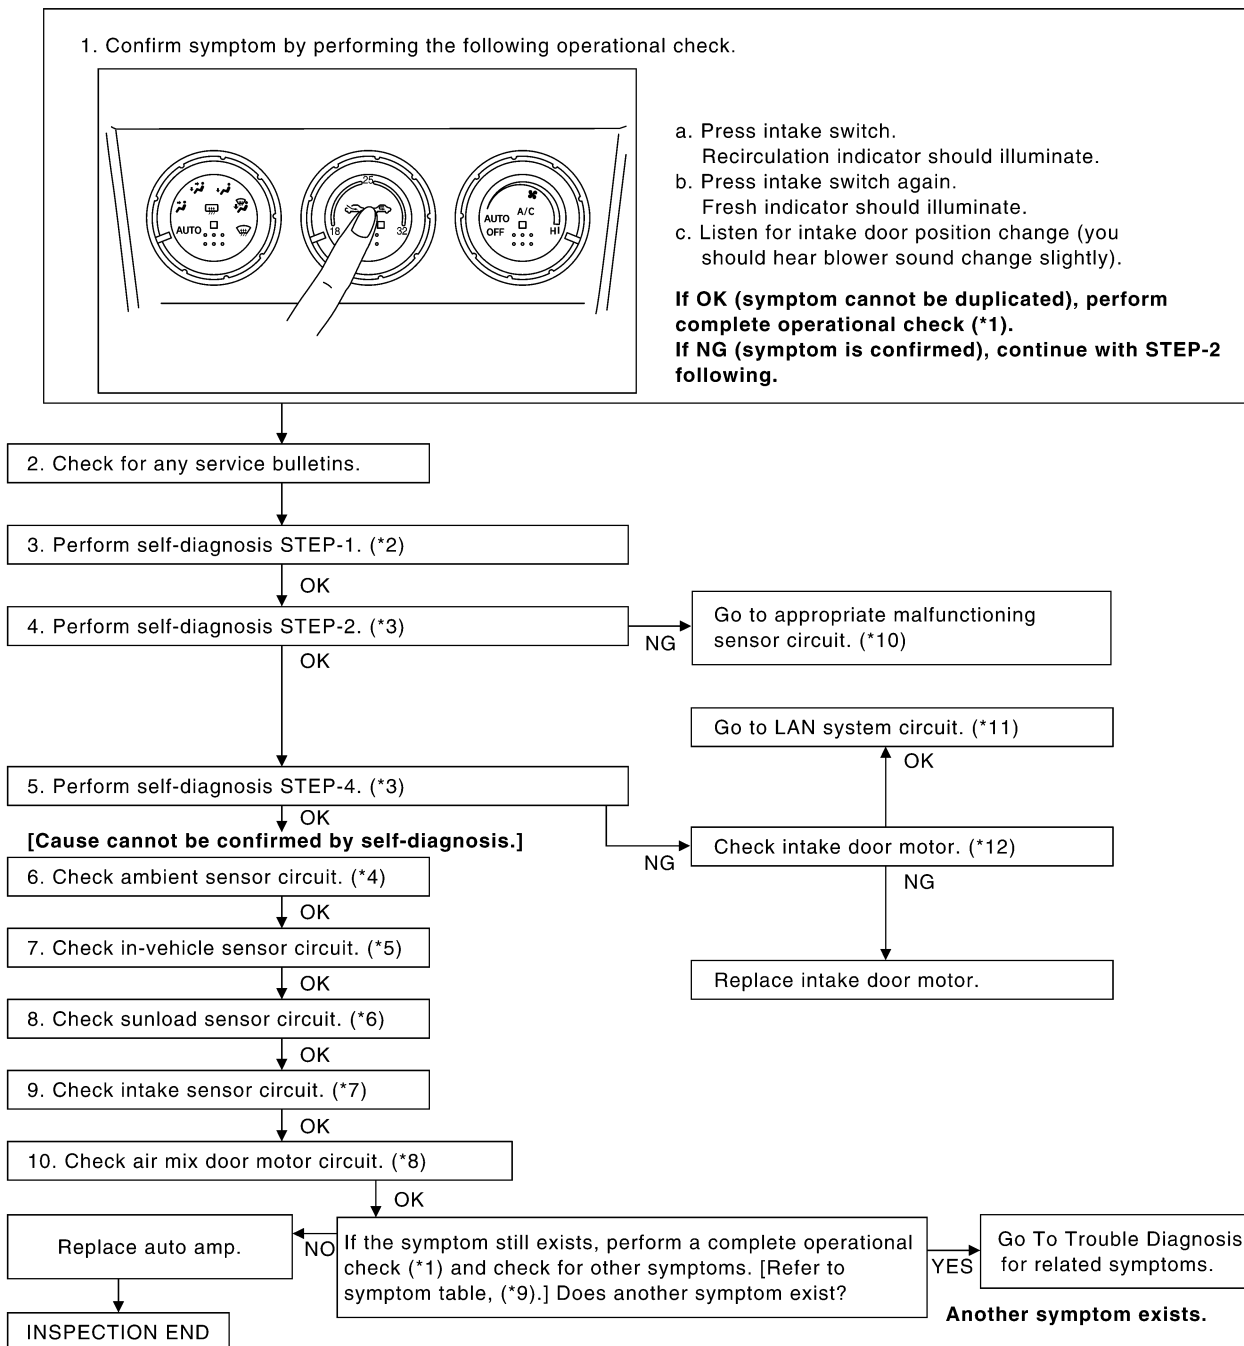 1. Confirm symptom by performing the following operational check.
25
18
32
AUTO
AUTO
OFF
A/C
HI
a. Press intake switch.
Recirculation indicator should illuminate.
b. Press intake switch again.
Fresh indicator should illuminate.
c. Listen for intake door position change (you
should hear blower sound change slightly).
If OK (symptom cannot be duplicated), perform
complete operational check (*1).
If NG (symptom is confirmed), continue with STEP-2
following.
2. Check for any service bulletins.
3. Perform self-diagnosis STEP-1. (*2)
OK
4. Perform self-diagnosis STEP-2. (*3)
NG
Go to appropriate malfunctioning
sensor circuit. (*10)
OK
Go to LAN system circuit. (*11)
OK
5. Perform self-diagnosis STEP-4. (*3)
OK
[Cause cannot be confirmed by self-diagnosis.]
NG
Check intake door motor. (*12)
NG
Replace intake door motor.
6. Check ambient sensor circuit. (*4)
OK
7. Check in-vehicle sensor circuit. (*5)
OK
8. Check sunload sensor circuit. (*6)
OK
9. Check intake sensor circuit. (*7)
OK
10. Check air mix door motor circuit. (*8)
OK
If the symptom still exists, perform a complete operational
check (*1) and check for other symptoms. [Refer to
symptom table, (*9).] Does another symptom exist?
NO
Replace auto amp.
INSPECTION END
YES
Go To Trouble Diagnosis
for related symptoms.
Another symptom exists.